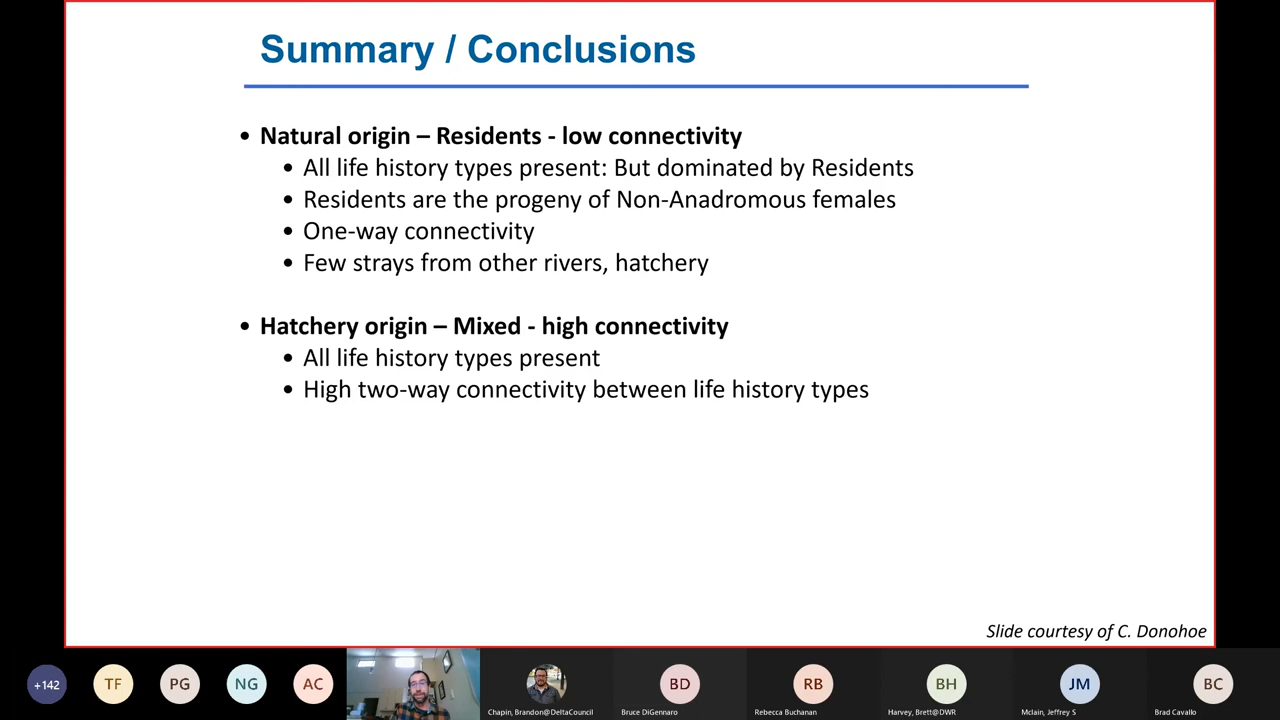 Summary / Conclusions
• Natural origin – Residents - low connectivity
• All life history types present: But dominated by Residents
• Residents are the progeny of Non-Anadromous females
• One-way connectivity
• Few strays from other rivers, hatchery
• Hatchery origin – Mixed - high connectivity
• All life history types present
• High two-way connectivity between life history types
Slide courtesy of C. Donohoe
+142
TF
PG
NG
AC
Chapin, Brandon@DeltaCouncil
BD
Bruce DiGennaro
RB
Rebecca Buchanan
BH
Harvey, Brett@DWR
JM
Mclain, Jeffrey S
BC
Brad Cavallo